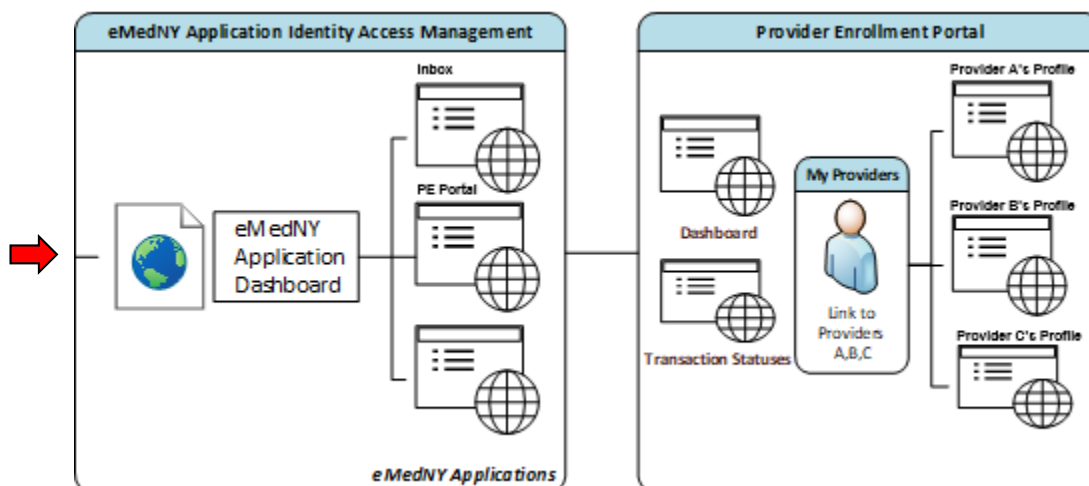 eMedNY Application Identity Access Management
Inbox
PE Portal
eMedNY
Application
Dashboard
eMedNY Applications
Provider Enrollment Portal
Dashboard
Transaction Statuses
My Providers
Link to
Providers
A,B,C
Provider A's Profile
Provider B's Profile
Provider C's Profile